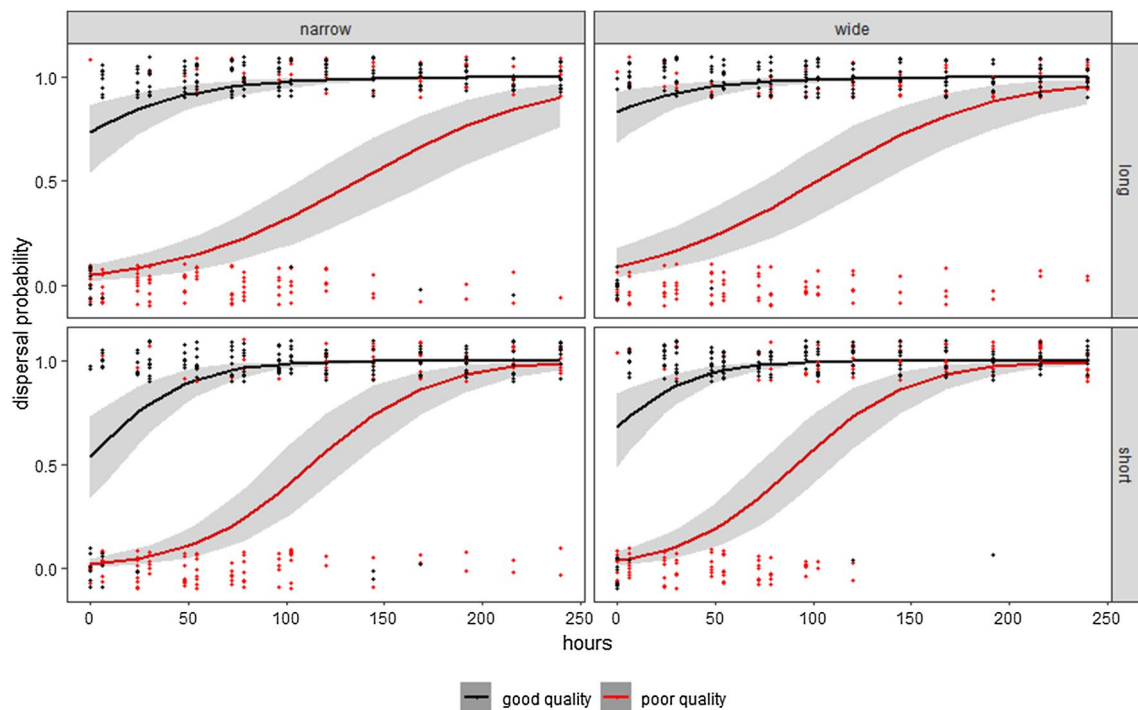 narrow wide
1.0
0.5
0.0
long
1.0
0.5
0.0
short
dispersal probability
0 50 100 150 200 250 0 50 100 150 200 250
hours
good quality poor quality